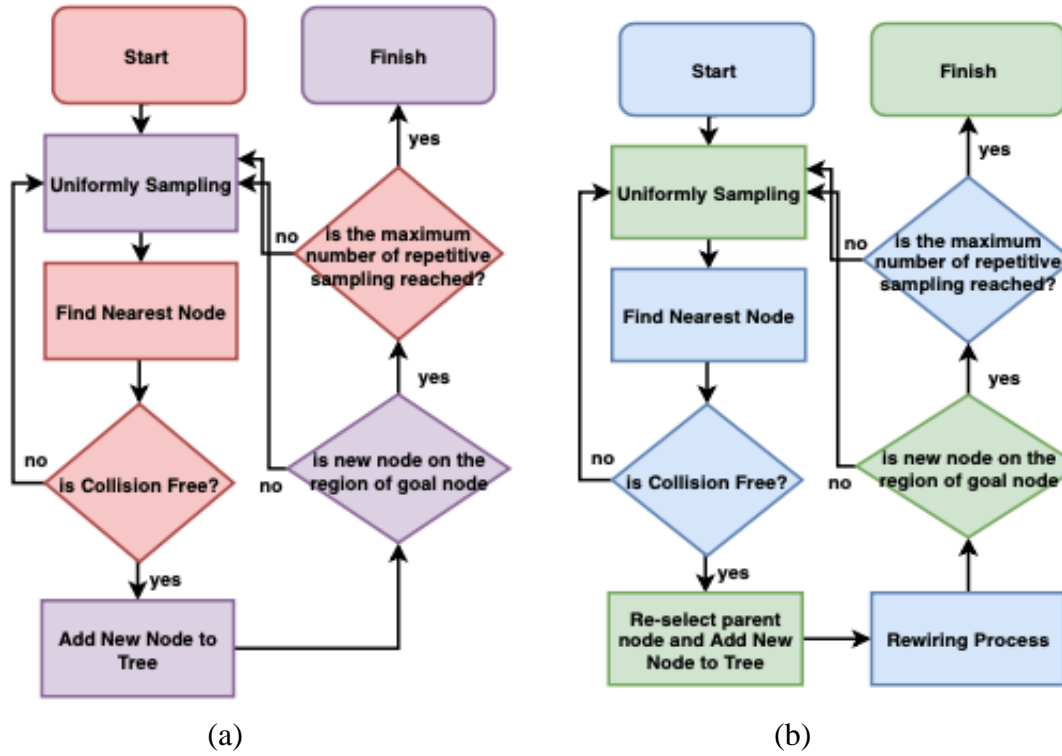 Start
Uniformly Sampling
Find Nearest Node
is Collision Free?
no
yes
Add New Node to
Tree
is new node on the
region of goal node
no
yes
is the maximum
number of repetitive
sampling reached?
no
yes
Finish
(a)
Start
Uniformly Sampling
Find Nearest Node
is Collision Free?
no
yes
Re-select parent
node and Add New
Node to Tree
Rewiring Process
is new node on the
region of goal node
no
yes
is the maximum
number of repetitive
sampling reached?
no
yes
Finish
(b)